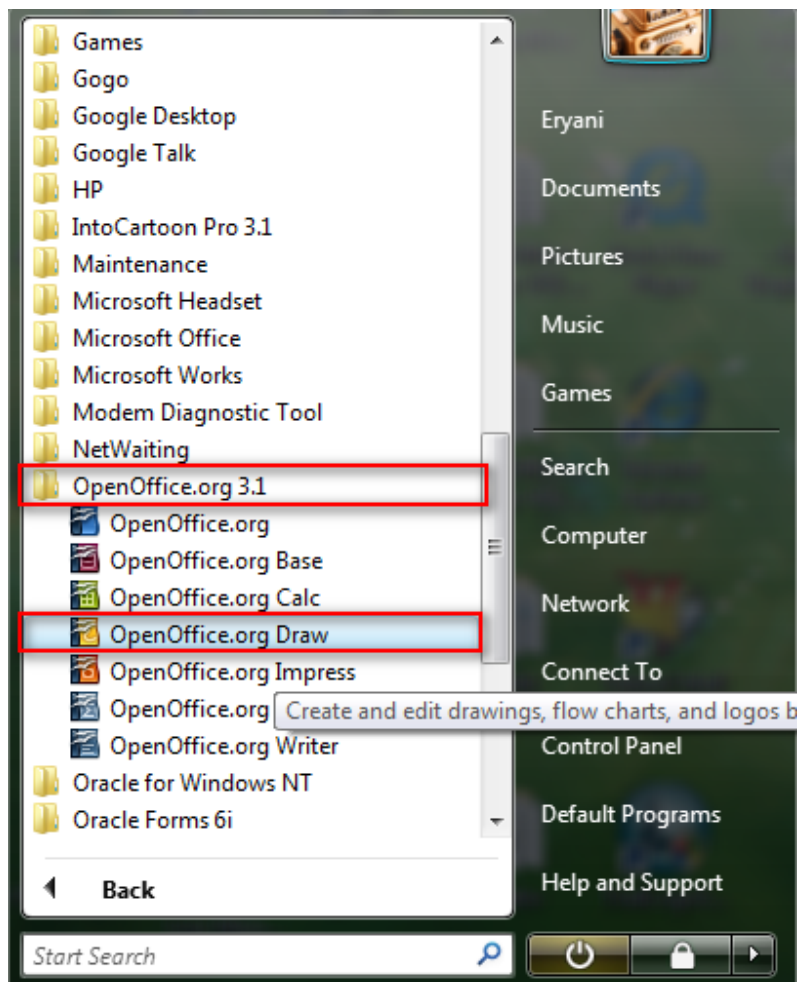 Games
Gogo
Google Desktop
Google Talk
HP
IntoCartoon Pro 3.1
Maintenance
Microsoft Headset
Microsoft Office
Microsoft Works
Modem Diagnostic Tool
NetWaiting
OpenOffice.org 3.1
OpenOffice.org
OpenOffice.org Base
OpenOffice.org Calc
OpenOffice.org Draw
OpenOffice.org Impress
OpenOffice.org
Create and edit drawings, flow charts, and logos b
OpenOffice.org Writer
Oracle for Windows NT
Oracle Forms 6i
Back
Start Search
Eryani
Documents
Pictures
Music
Games
Search
Computer
Network
Connect To
Control Panel
Default Programs
Help and Support